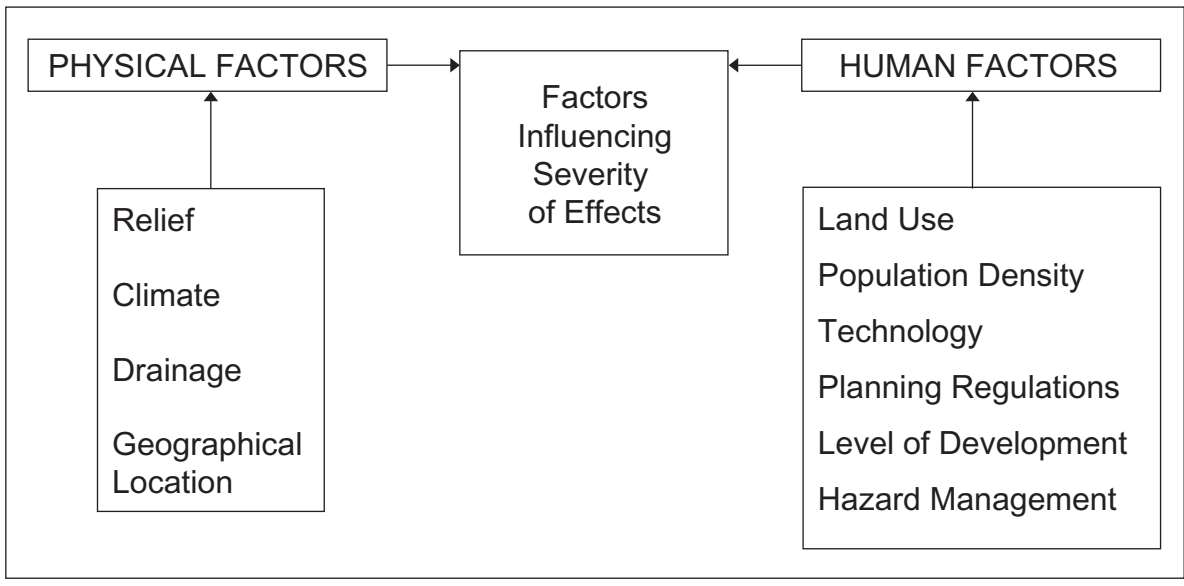 PHYSICAL FACTORS
Relief
Climate
Drainage
Geographical
Location
Factors
Influencing
Severity
of Effects
HUMAN FACTORS
Land Use
Population Density
Technology
Planning Regulations
Level of Development
Hazard Management